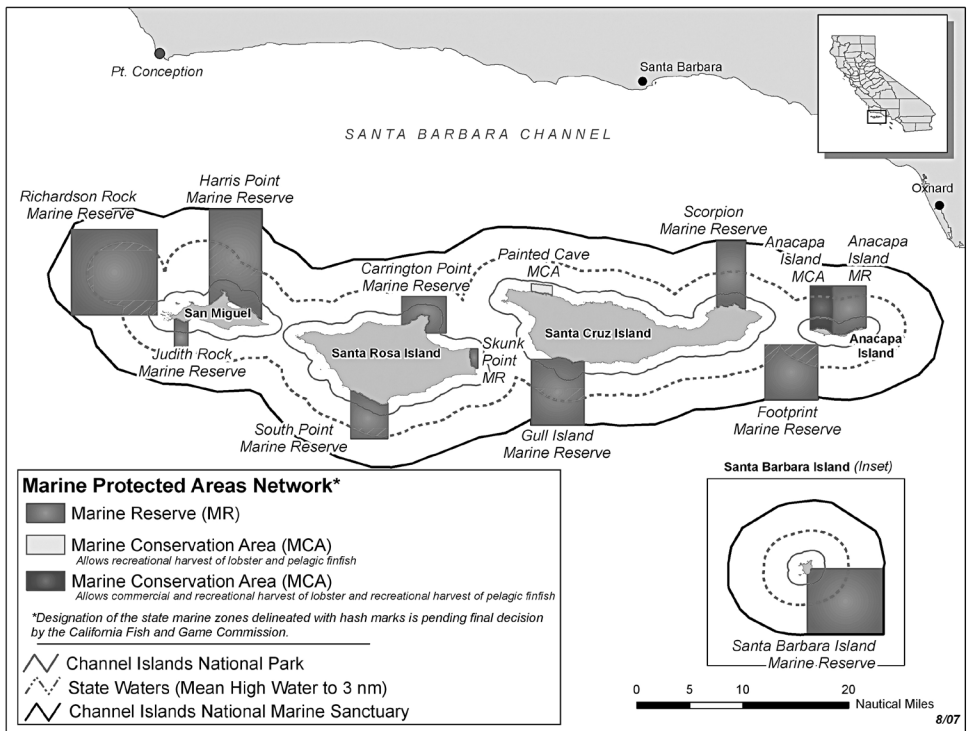 Pt. Conception
Santa Barbara
SANTA BARBARA CHANNEL
Oxnard
Richardson Rock
Marine Reserve
Harris Point
Marine Reserve
Carrington Point
Marine Reserve
Painted Cave
MCA
Scorpion
Marine Reserve
Anacapa
Island
MCA
Anacapa
Island
MR
San Miguel
Santa Rosa Island
Santa Cruz Island
Anacapa
Island
Judith Rock
Marine Reserve
Skunk
Point
MR
South Point
Marine Reserve
Gull Island
Marine Reserve
Footprint
Marine Reserve
Marine Protected Areas Network*
Marine Reserve (MR)
Marine Conservation Area (MCA)
Allows recreational harvest of lobster and pelagic finfish
Marine Conservation Area (MCA)
Allows commercial and recreational harvest of lobster and recreational harvest of pelagic finfish
*Designation of the state marine zones delineated with hash marks is pending final decision
by the California Fish and Game Commission.
Channel Islands National Park
State Waters (Mean High Water to 3 nm)
Channel Islands National Marine Sanctuary
Santa Barbara Island (Inset)
Santa Barbara Island
Marine Reserve
0 5 10 20
Nautical Miles
8/07